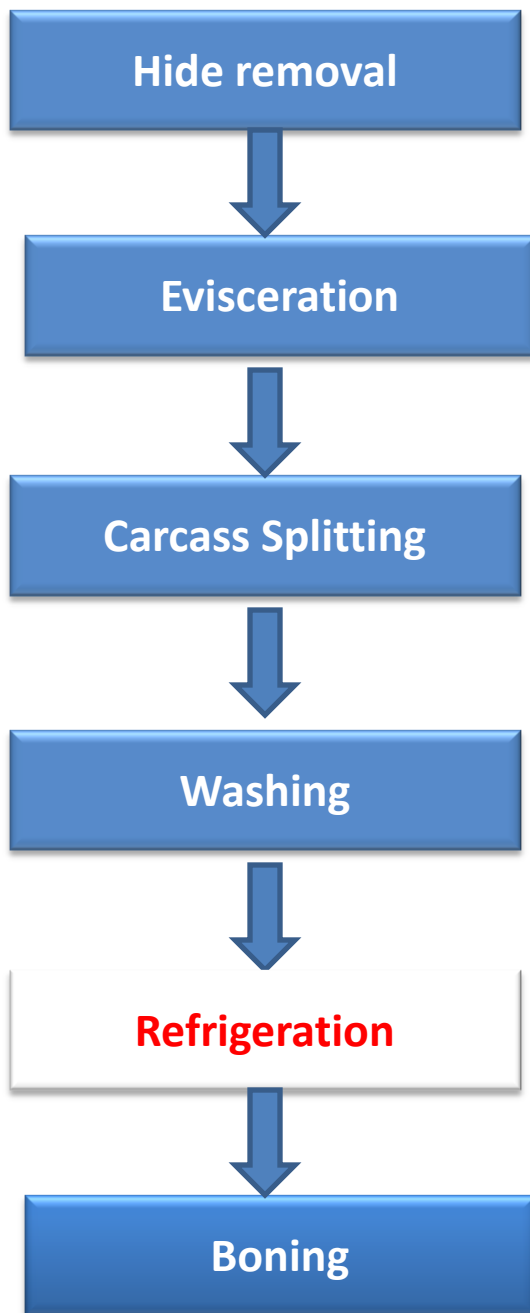 Hide removal
Evisceration
Carcass Splitting
Washing
Refrigeration
Boning